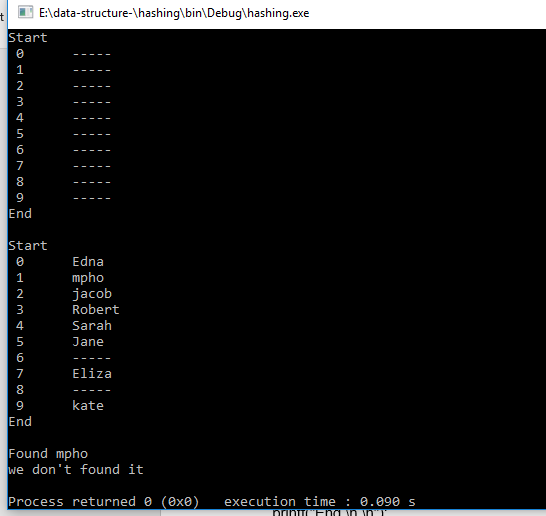 t
E:\data-structure-\hashing\bin\Debug\hashing.exe
Start
0 -----
1 -----
2 -----
3 -----
4 -----
5 -----
6 -----
7 -----
8 -----
9 -----
End
Start
0 Edna
1 mpho
2 jacob
3 Robert
4 Sarah
5 Jane
6 -----
7 Eliza
8 -----
9 kate
End
Found mpho
we don't found it
Process returned 0 (0x0) execution time : 0.090 s
printf("End \n \n")